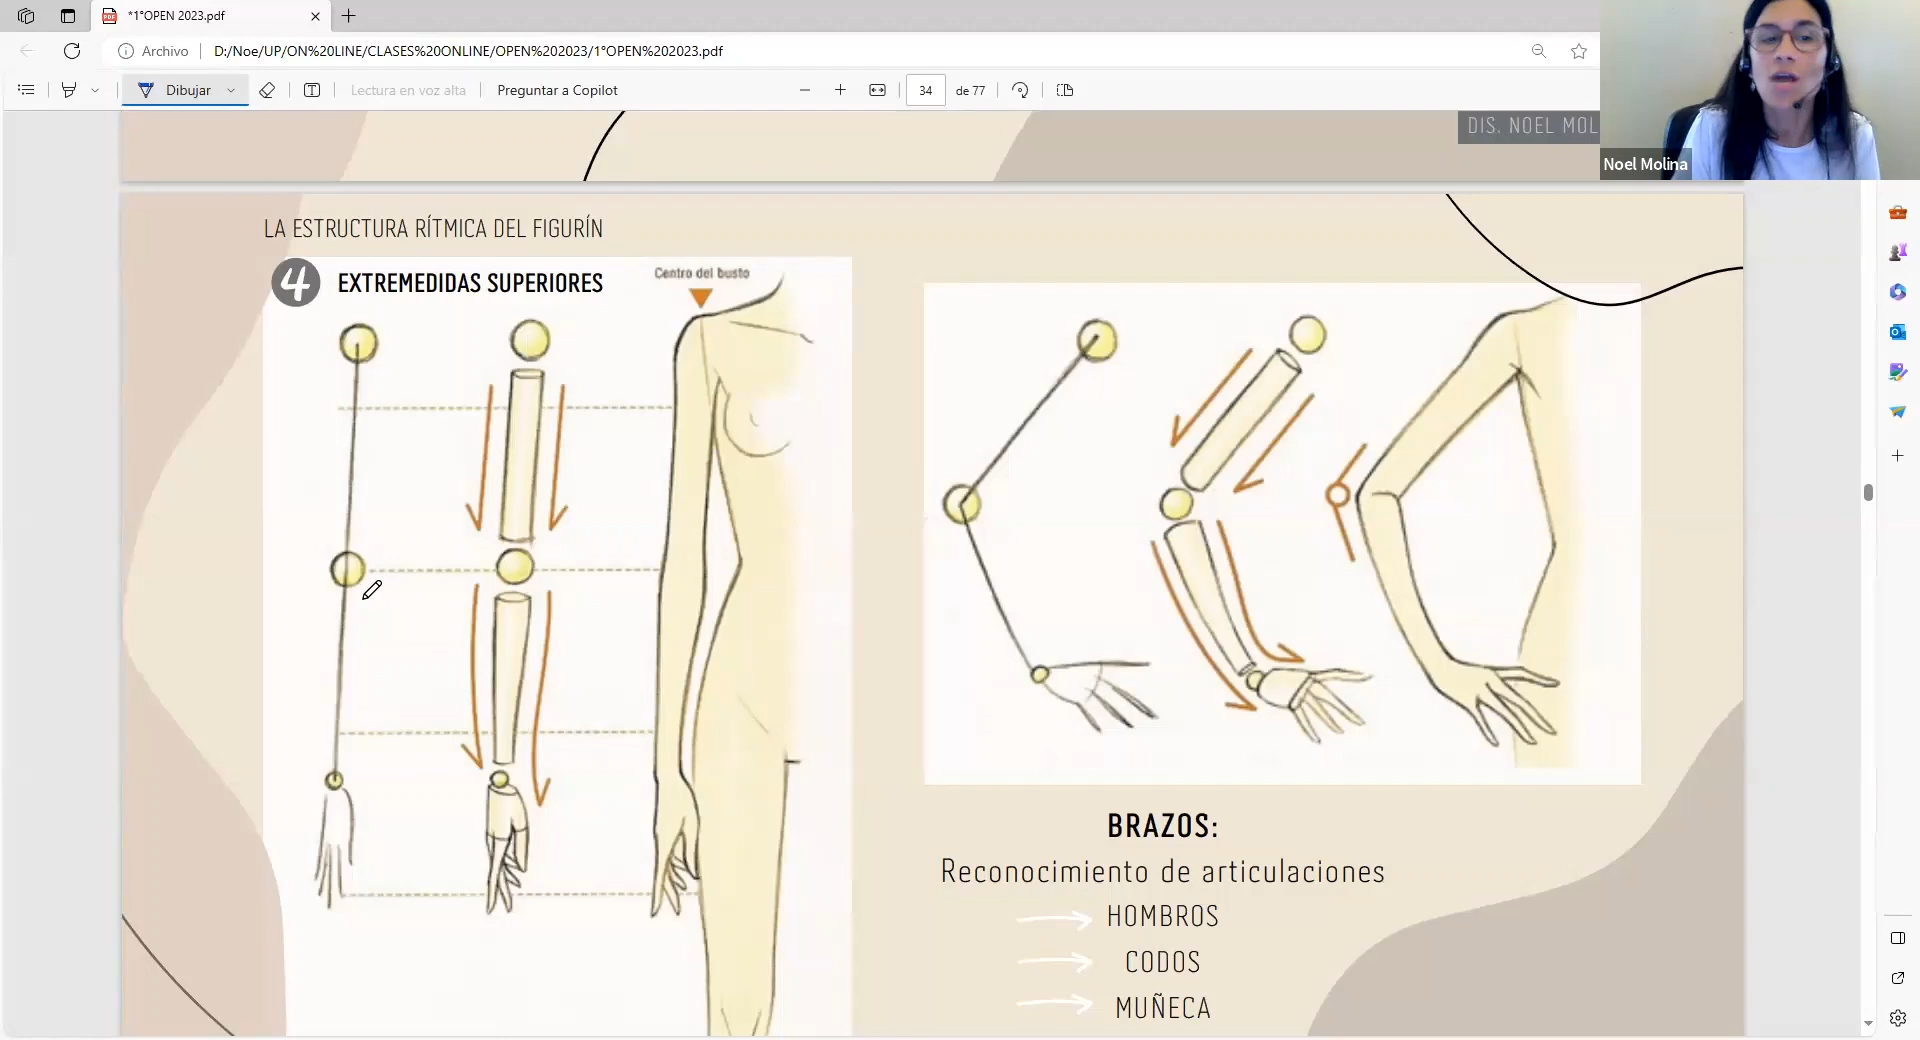 *1°OPEN 2023.pdf
Archivo
D:/Noe/UP/ON%20LINE/CLASES%20ONLINE/OPEN%202023/1°OPEN%202023.pdf
Dibujar
Lectura en voz alta
Preguntar a Copilot
34
de 77
DIS. NOEL MOL
Noel Molina
LA ESTRUCTURA RÍTMICA DEL FIGURÍN
4
EXTREMEDIDAS SUPERIORES
Centro del busto
BRAZOS:
Reconocimiento de articulaciones
HOMBROS
CODOS
MUÑECA